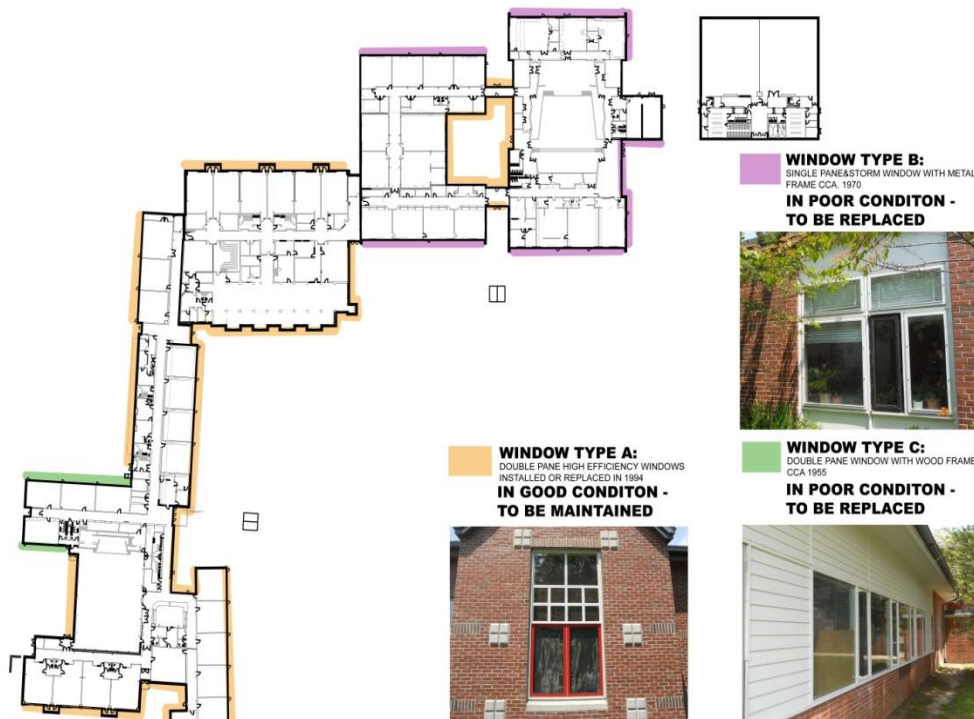 WINDOW TYPE B:
SINGLE PANE&STORM WINDOW WITH METAL
FRAME CCA. 1970
IN POOR CONDITON -
TO BE REPLACED
WINDOW TYPE A:
DOUBLE PANE HIGH EFFICIENCY WINDOWS
INSTALLED OR REPLACED IN 1994
IN GOOD CONDITON -
TO BE MAINTAINED
WINDOW TYPE C:
DOUBLE PANE WINDOW WITH WOOD FRAME
CCA 1955
IN POOR CONDITON -
TO BE REPLACED